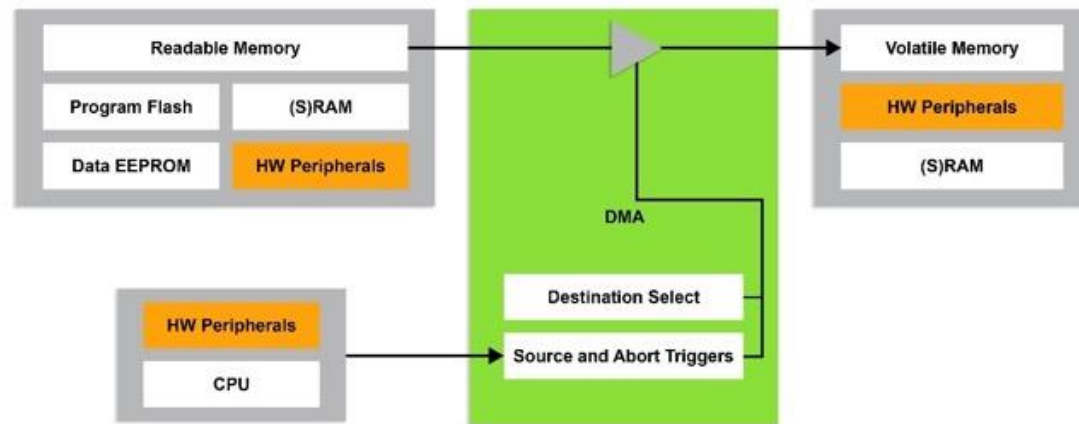 Readable Memory
Program Flash
(S)RAM
Data EEPROM
HW Peripherals
Volatile Memory
HW Peripherals
(S)RAM
DMA
Destination Select
Source and Abort Triggers
HW Peripherals
CPU